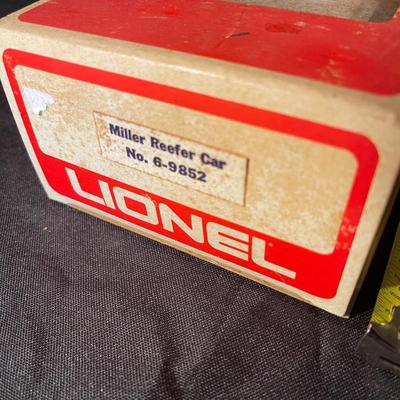 Miller Reefer Car
No. 6-9852
LIONEL